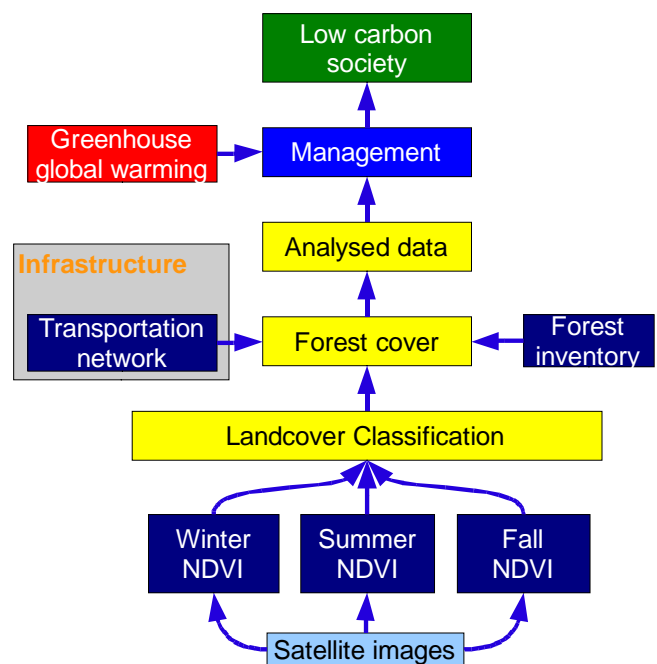 Low carbon
society
Greenhouse
global warming
Management
Analysed data
Infrastructure
Transportation
network
Forest cover
Forest
inventory
Landcover Classification
Winter
NDVI
Summer
NDVI
Fall
NDVI
Satellite images